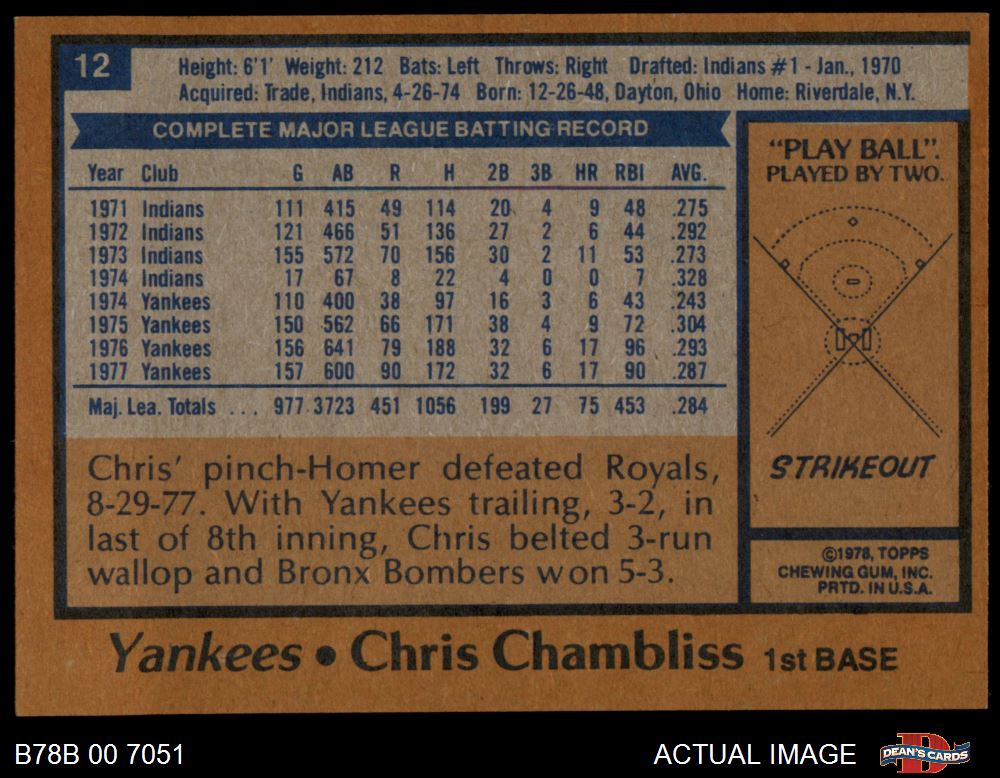 12
Height: 6'1' Weight: 212 Bats: Left Throws: Right Drafted: Indians #1 - Jan., 1970
Acquired: Trade, Indians, 4-26-74 Born: 12-26-48, Dayton, Ohio Home: Riverdale, N.Y.
COMPLETE MAJOR LEAGUE BATTING RECORD
Year Club G AB R H 2B 3B HR RBI AVG.
1971 Indians 111 415 49 114 20 4 9 48 .275
1972 Indians 121 466 51 136 27 2 6 44 .292
1973 Indians 155 572 70 156 30 2 11 53 .273
1974 Indians 17 67 8 22 4 0 0 7 .328
1974 Yankees 110 400 38 97 16 3 6 43 .243
1975 Yankees 150 562 66 171 38 4 9 72 .304
1976 Yankees 156 641 79 188 32 6 17 96 .293
1977 Yankees 157 600 90 172 32 6 17 90 .287
Maj. Lea. Totals . . . 977 3723 451 1056 199 27 75 453 .284
Chris' pinch-Homer defeated Royals,
8-29-77. With Yankees trailing, 3-2, in
last of 8th inning, Chris belted 3-run
wallop and Bronx Bombers won 5-3.
"PLAY BALL".
PLAYED BY TWO.
STRIKEOUT
©1978, TOPPS
CHEWING GUM, INC.
PRTD. IN U.S.A.
Yankees • Chris Chambliss 1st BASE
B78B 00 7051
ACTUAL IMAGE
DEAN'S CARDS